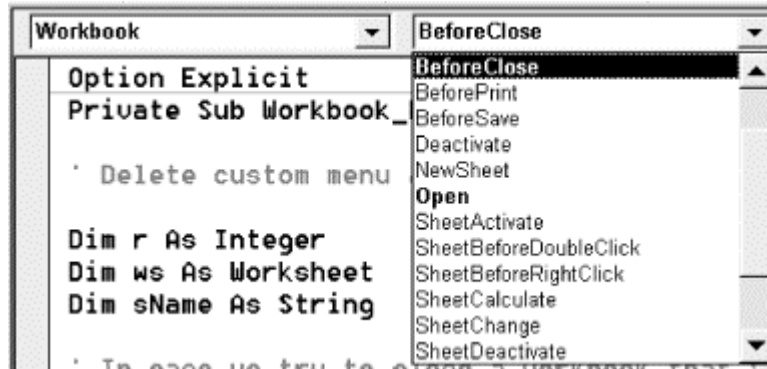 Workbook
BeforeClose
Option Explicit
Private Sub Workbook_
' Delete custom menu
Dim r As Integer
Dim ws As Worksheet
Dim sName As String
BeforeClose
BeforePrint
BeforeSave
Deactivate
NewSheet
Open
SheetActivate
SheetBeforeDoubleClick
SheetBeforeRightClick
SheetCalculate
SheetChange
SheetDeactivate